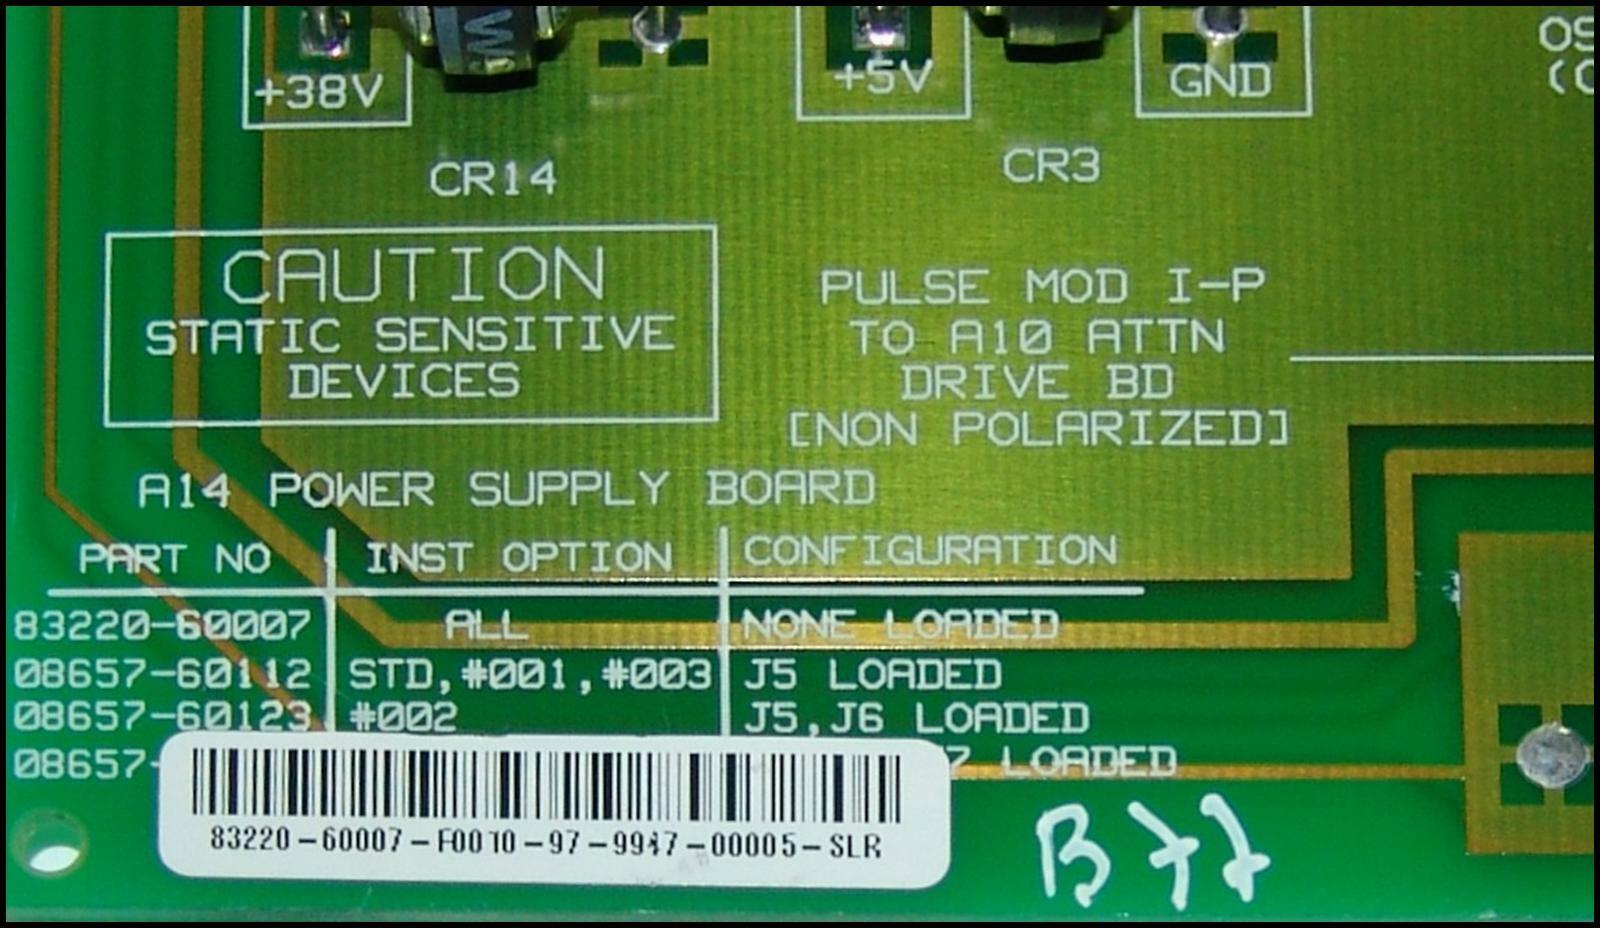 +38V
+5V
GND
CR14
CR3
CAUTION
STATIC SENSITIVE
DEVICES
PULSE MOD I-P
TO A10 ATTN
DRIVE BD
[NON POLARIZED]
A14 POWER SUPPLY BOARD
PART NO INST OPTION CONFIGURATION
83220-60007 ALL NONE LOADED
08657-60112 STD,#001,#003 J5 LOADED
08657-60123 #002 J5,J6 LOADED
08657- 7 LOADED
83220-60007-F0010-97-9947-00005-SLR
B77